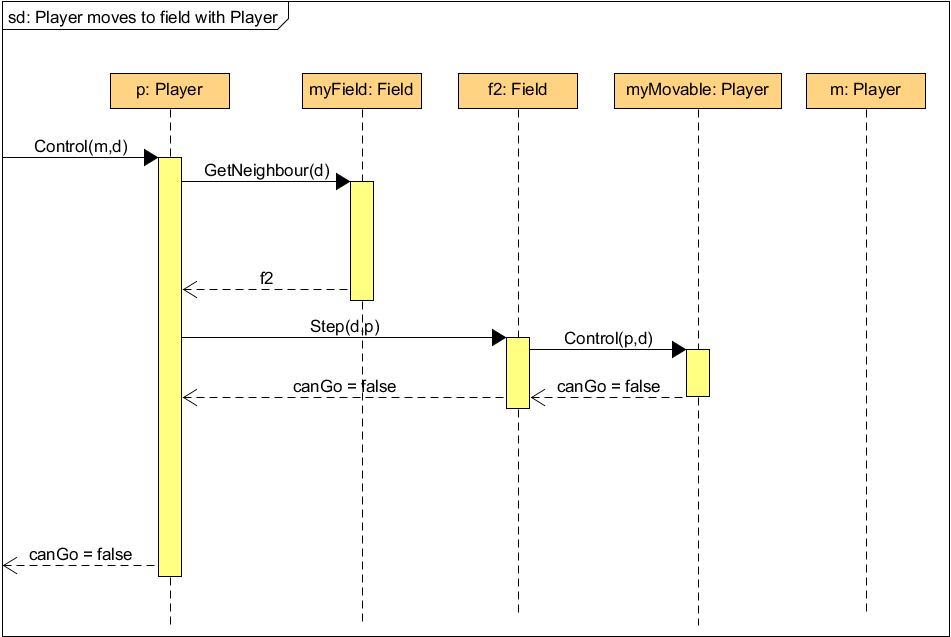 sd: Player moves to field with Player
p: Player
myField: Field
f2: Field
myMovable: Player
m: Player
Control(m,d)
GetNeighbour(d)
f2
Step(d,p)
Control(p,d)
canGo = false
canGo = false
canGo = false